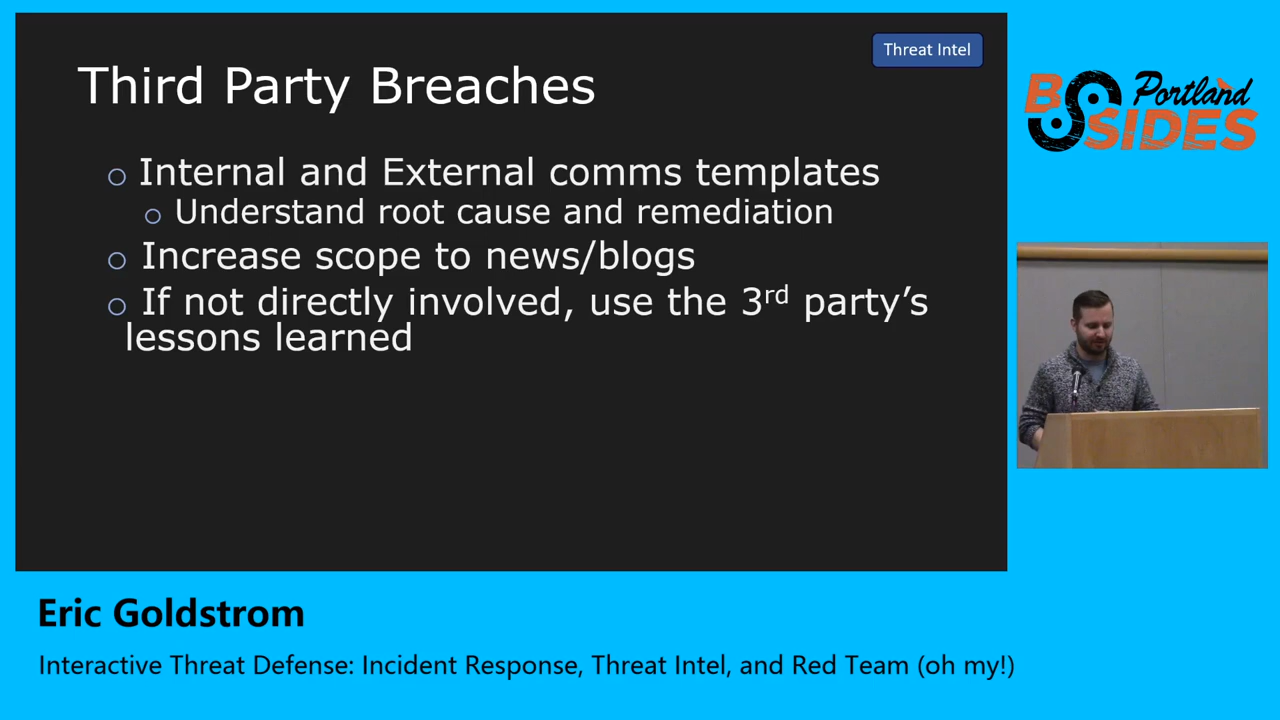 Threat Intel
Third Party Breaches
Internal and External comms templates
Understand root cause and remediation
Increase scope to news/blogs
If not directly involved, use the 3rd party’s
lessons learned
Portland
BSIDES
Eric Goldstrom
Interactive Threat Defense: Incident Response, Threat Intel, and Red Team (oh my!)